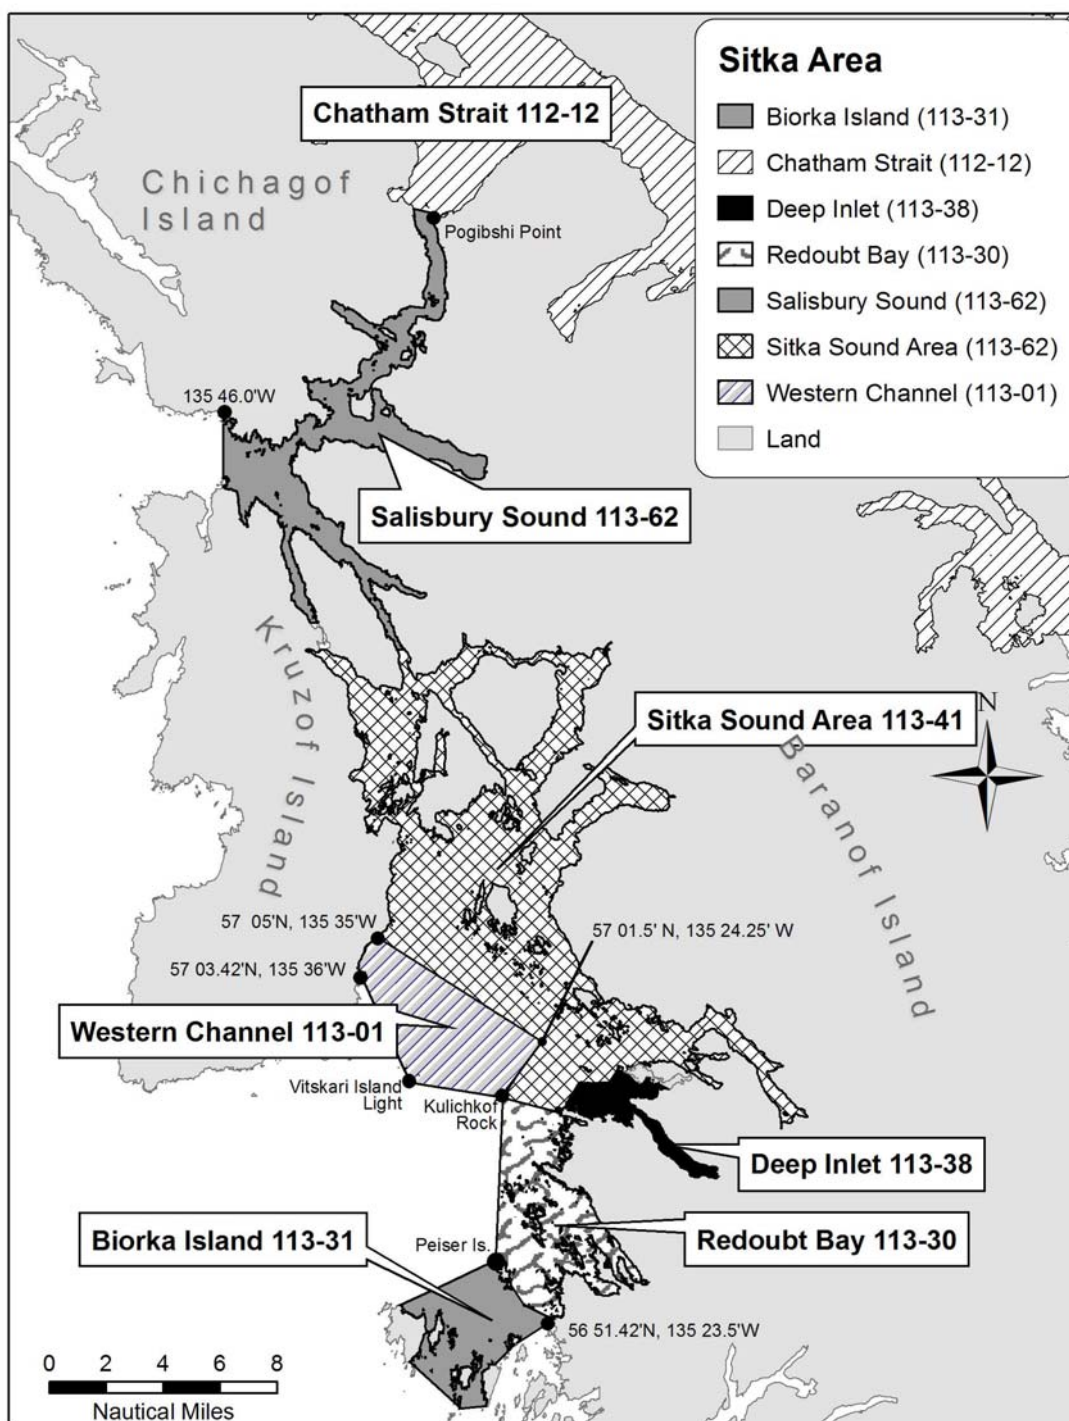 Sitka Area
Biorka Island (113-31)
Chatham Strait (112-12)
Deep Inlet (113-38)
Redoubt Bay (113-30)
Salisbury Sound (113-62)
Sitka Sound Area (113-62)
Western Channel (113-01)
Land
Chatham Strait 112-12
Chichagof
Island
Pogibshi Point
135 46.0'W
Salisbury Sound 113-62
Kruzof Island
Sitka Sound Area 113-41
N
Baranof Island
57 05'N, 135 35'W
57 01.5' N, 135 24.25' W
57 03.42'N, 135 36'W
Western Channel 113-01
Vitskari Island
Light
Kulichkof
Rock
Deep Inlet 113-38
Biorka Island 113-31
Peiser Is.
Redoubt Bay 113-30
56 51.42'N, 135 23.5'W
0 2 4 6 8
Nautical Miles